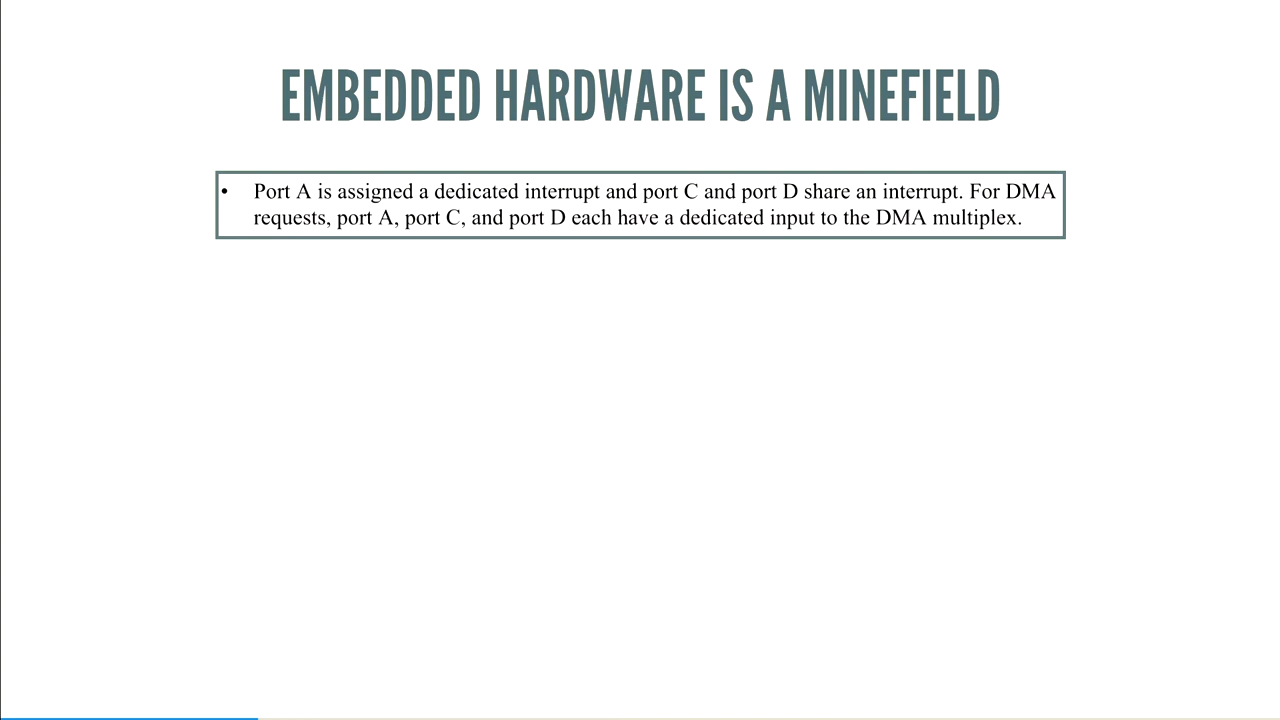 EMBEDDED HARDWARE IS A MINEFIELD
• Port A is assigned a dedicated interrupt and port C and port D share an interrupt. For DMA
requests, port A, port C, and port D each have a dedicated input to the DMA multiplex.